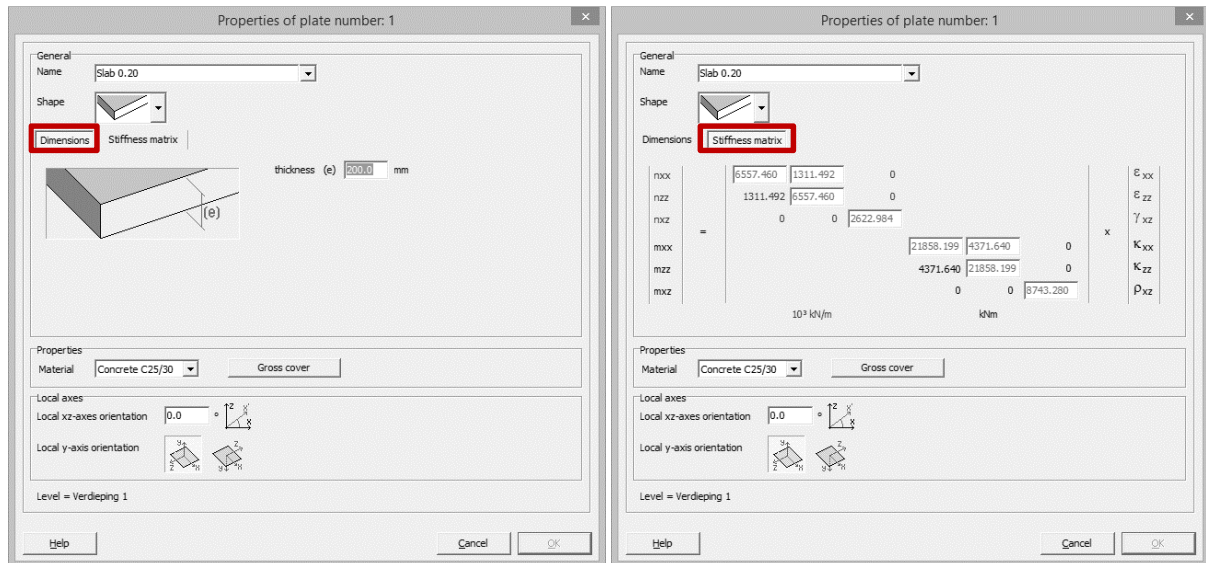 Properties of plate number: 1
General
Name Slab 0.20
Shape
Dimensions Stiffness matrix
thickness (e) 200.0 mm
(e)
Properties
Material Concrete C25/30 Gross cover
Local axes
Local xz-axes orientation 0.0 ° z x' x
Local y-axis orientation y z x z y x
Level = Verdieping 1
Help Cancel OK
Properties of plate number: 1
General
Name Slab 0.20
Shape
Dimensions Stiffness matrix
nxx 6557.460 1311.492 0 ε xx
nzz 1311.492 6557.460 0 ε zz
nxz 0 0 2622.984 γ xz
= x
mxx 21858.199 4371.640 0 κ xx
mzz 4371.640 21858.199 0 κ zz
mxz 0 0 8743.280 ρ xz
10³ kN/m kNm
Properties
Material Concrete C25/30 Gross cover
Local axes
Local xz-axes orientation 0.0 ° z x' x
Local y-axis orientation y z x z y x
Level = Verdieping 1
Help Cancel OK